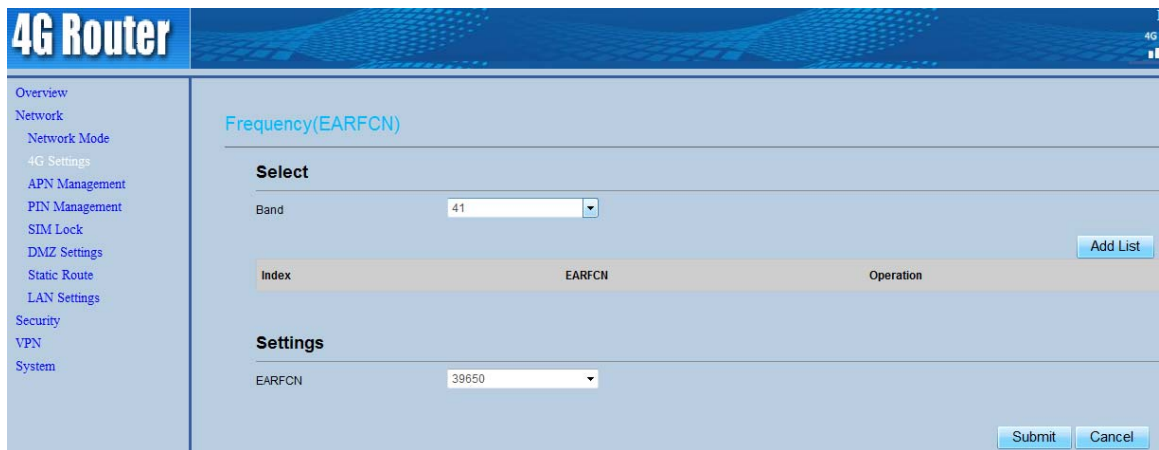 4G Router
4G
Overview
Network
Network Mode
4G Settings
APN Management
PIN Management
SIM Lock
DMZ Settings
Static Route
LAN Settings
Security
VPN
System
Frequency(EARFCN)
Select
Band 41
Add List
Index EARFCN Operation
Settings
EARFCN 39650
Submit Cancel